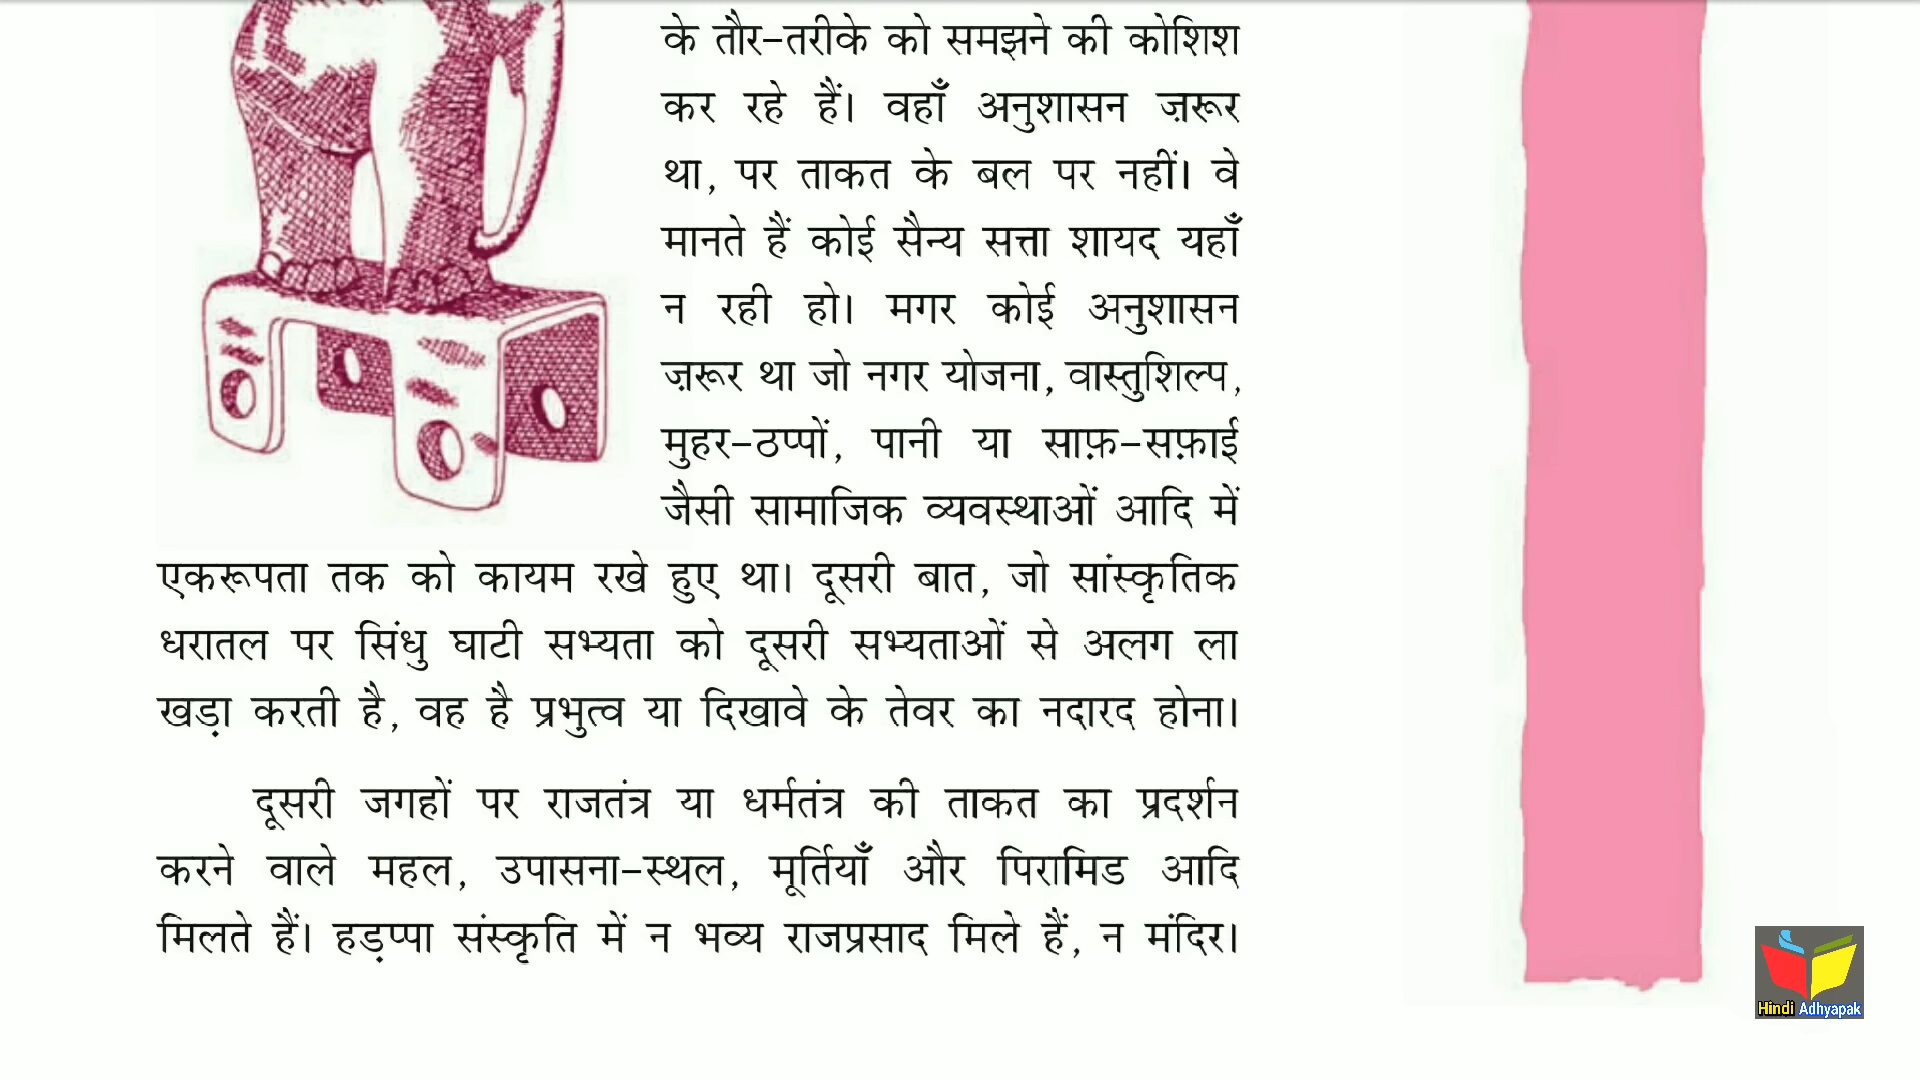 के तौर–तरीके को समझने की कोशिश
कर रहे हैं। वहाँ अनुशासन ज़रूर
था, पर ताकत के बल पर नहीं। वे
मानते हैं कोई सैन्य सत्ता शायद यहाँ
न रही हो। मगर कोई अनुशासन
ज़रूर था जो नगर योजना, वास्तुशिल्प,
मुहर–ठप्पों, पानी या साफ़–सफ़ाई
जैसी सामाजिक व्यवस्थाओं आदि में
एकरूपता तक को कायम रखे हुए था। दूसरी बात, जो सांस्कृतिक
धरातल पर सिंधु घाटी सभ्यता को दूसरी सभ्यताओं से अलग ला
खड़ा करती है, वह है प्रभुत्व या दिखावे के तेवर का नदारद होना।
दूसरी जगहों पर राजतंत्र या धर्मतंत्र की ताकत का प्रदर्शन
करने वाले महल, उपासना–स्थल, मूर्तियाँ और पिरामिड आदि
मिलते हैं। हड़प्पा संस्कृति में न भव्य राजप्रसाद मिले हैं, न मंदिर।
Hindi Adhyapak